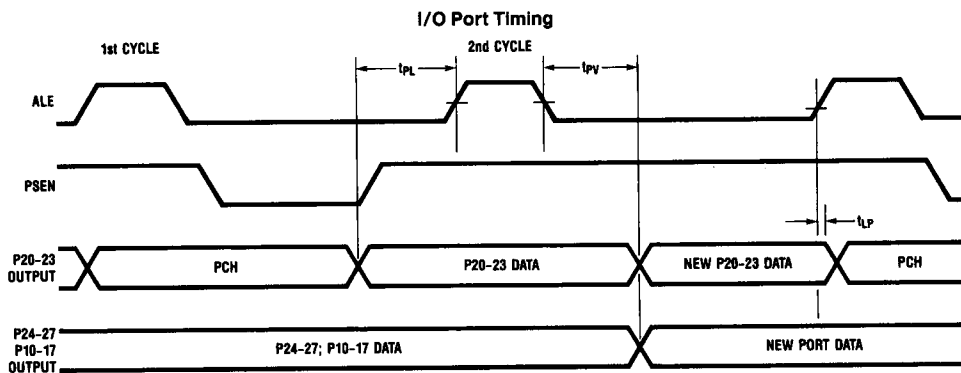 I/O Port Timing
1st CYCLE
2nd CYCLE
tPL
tPV
ALE
PSEN
tLP
P20-23
OUTPUT
PCH
P20-23 DATA
NEW P20-23 DATA
PCH
P24-27
P10-17
OUTPUT
P24-27; P10-17 DATA
NEW PORT DATA